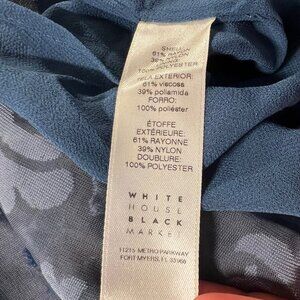 SHELL:
61% RAYON
39% NYLON
100% POLYESTER
TELA EXTERIOR:
61% viscosa
39% poliamida
FORRO:
100% poliéster
ÉTOFFE
EXTÉRIEURE:
61% RAYONNE
39% NYLON
DOUBLURE:
100% POLYESTER
WHITE
HOUSE
BLACK
MARKET
11215 METRO PARKWAY
FORT MYERS, FL 33966